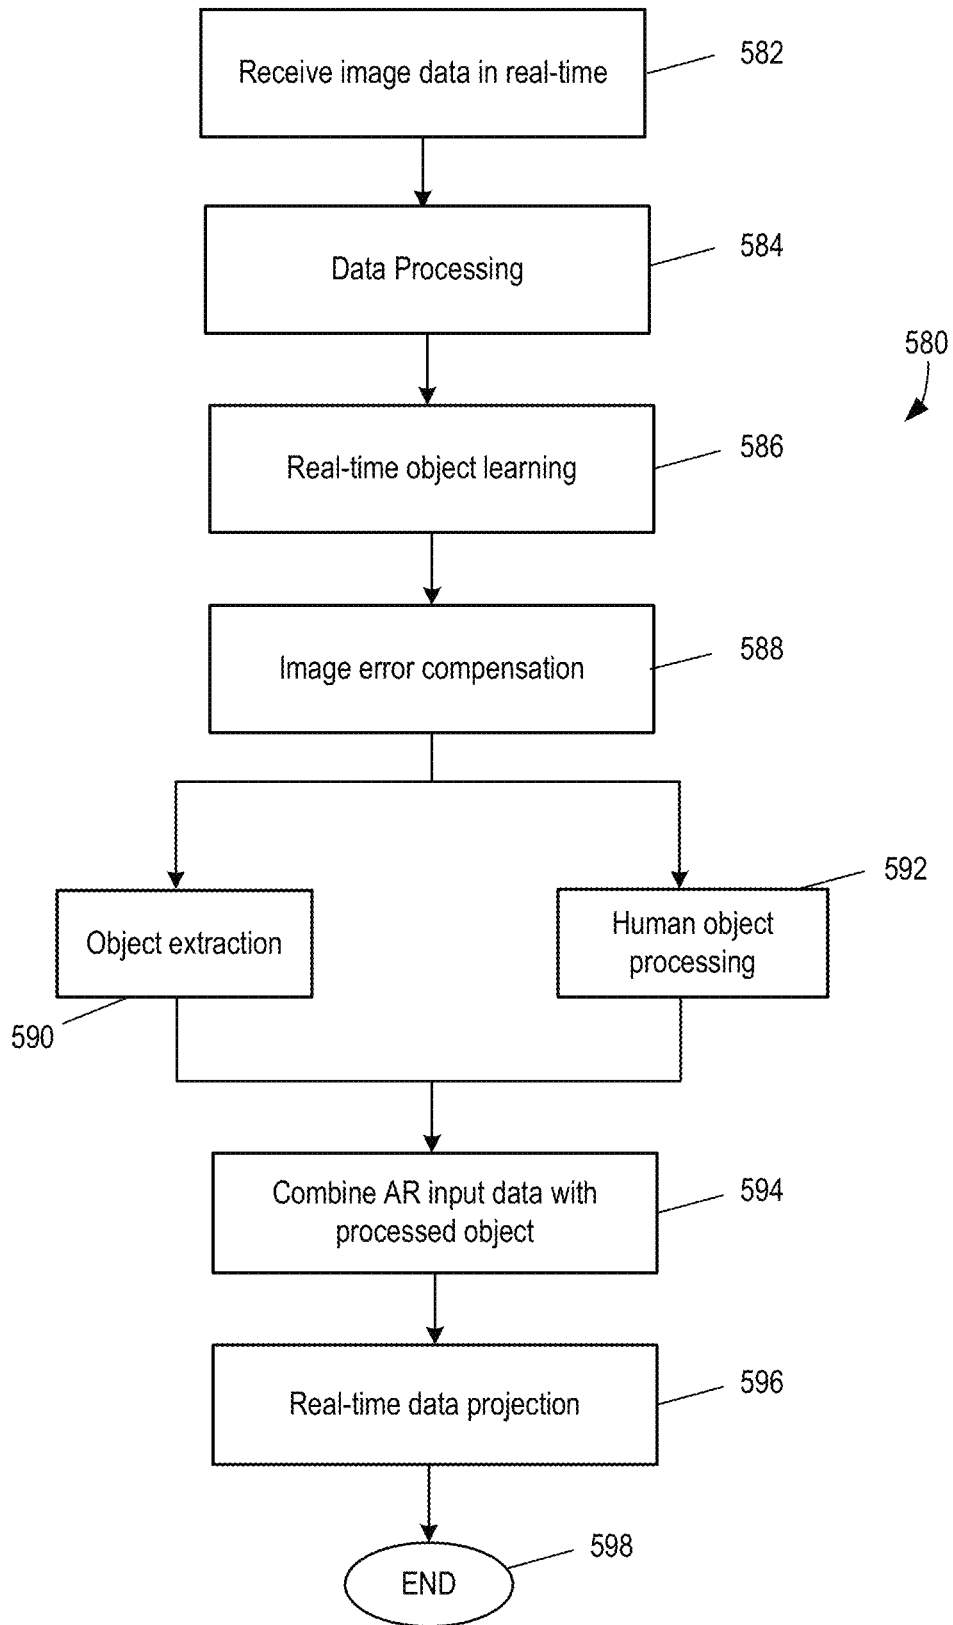 Receive image data in real-time
582
Data Processing
584
580
Real-time object learning
586
Image error compensation
588
Object extraction
590
Human object
processing
592
Combine AR input data with
processed object
594
Real-time data projection
596
END
598